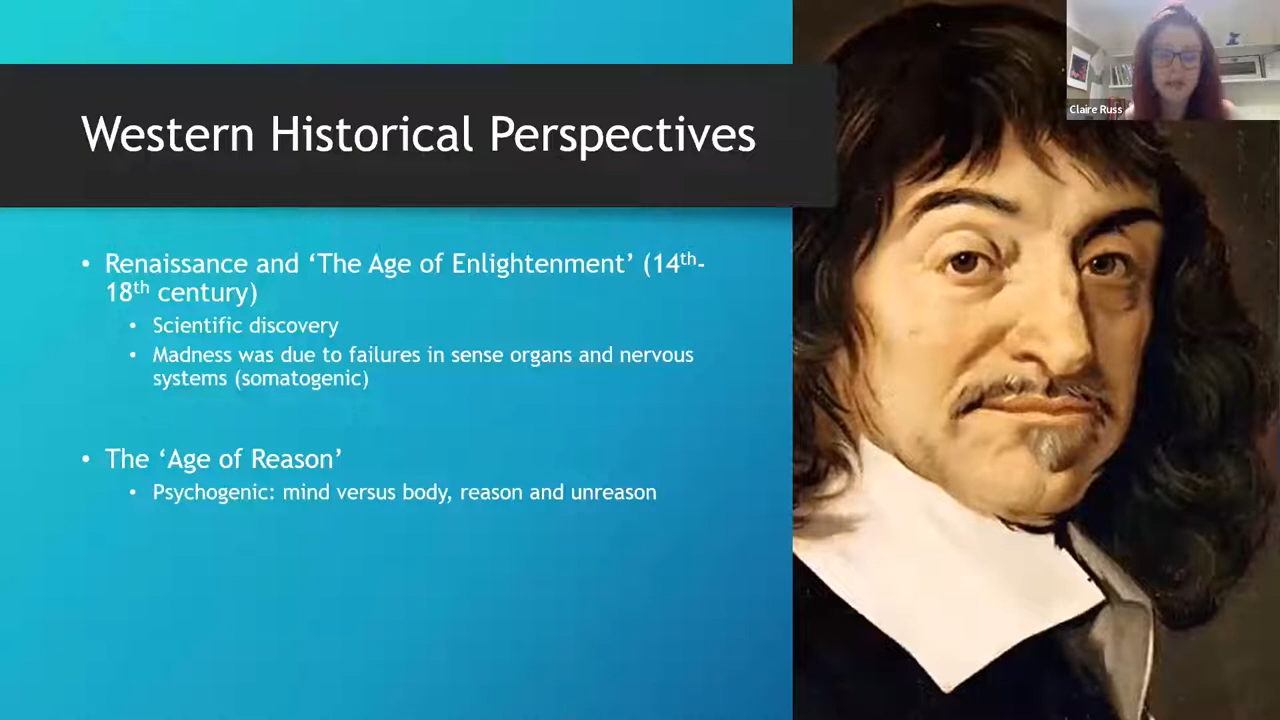 Claire Russ
Western Historical Perspectives
• Renaissance and ‘The Age of Enlightenment’ (14th-
18th century)
• Scientific discovery
• Madness was due to failures in sense organs and nervous
systems (somatogenic)
• The ‘Age of Reason’
• Psychogenic: mind versus body, reason and unreason